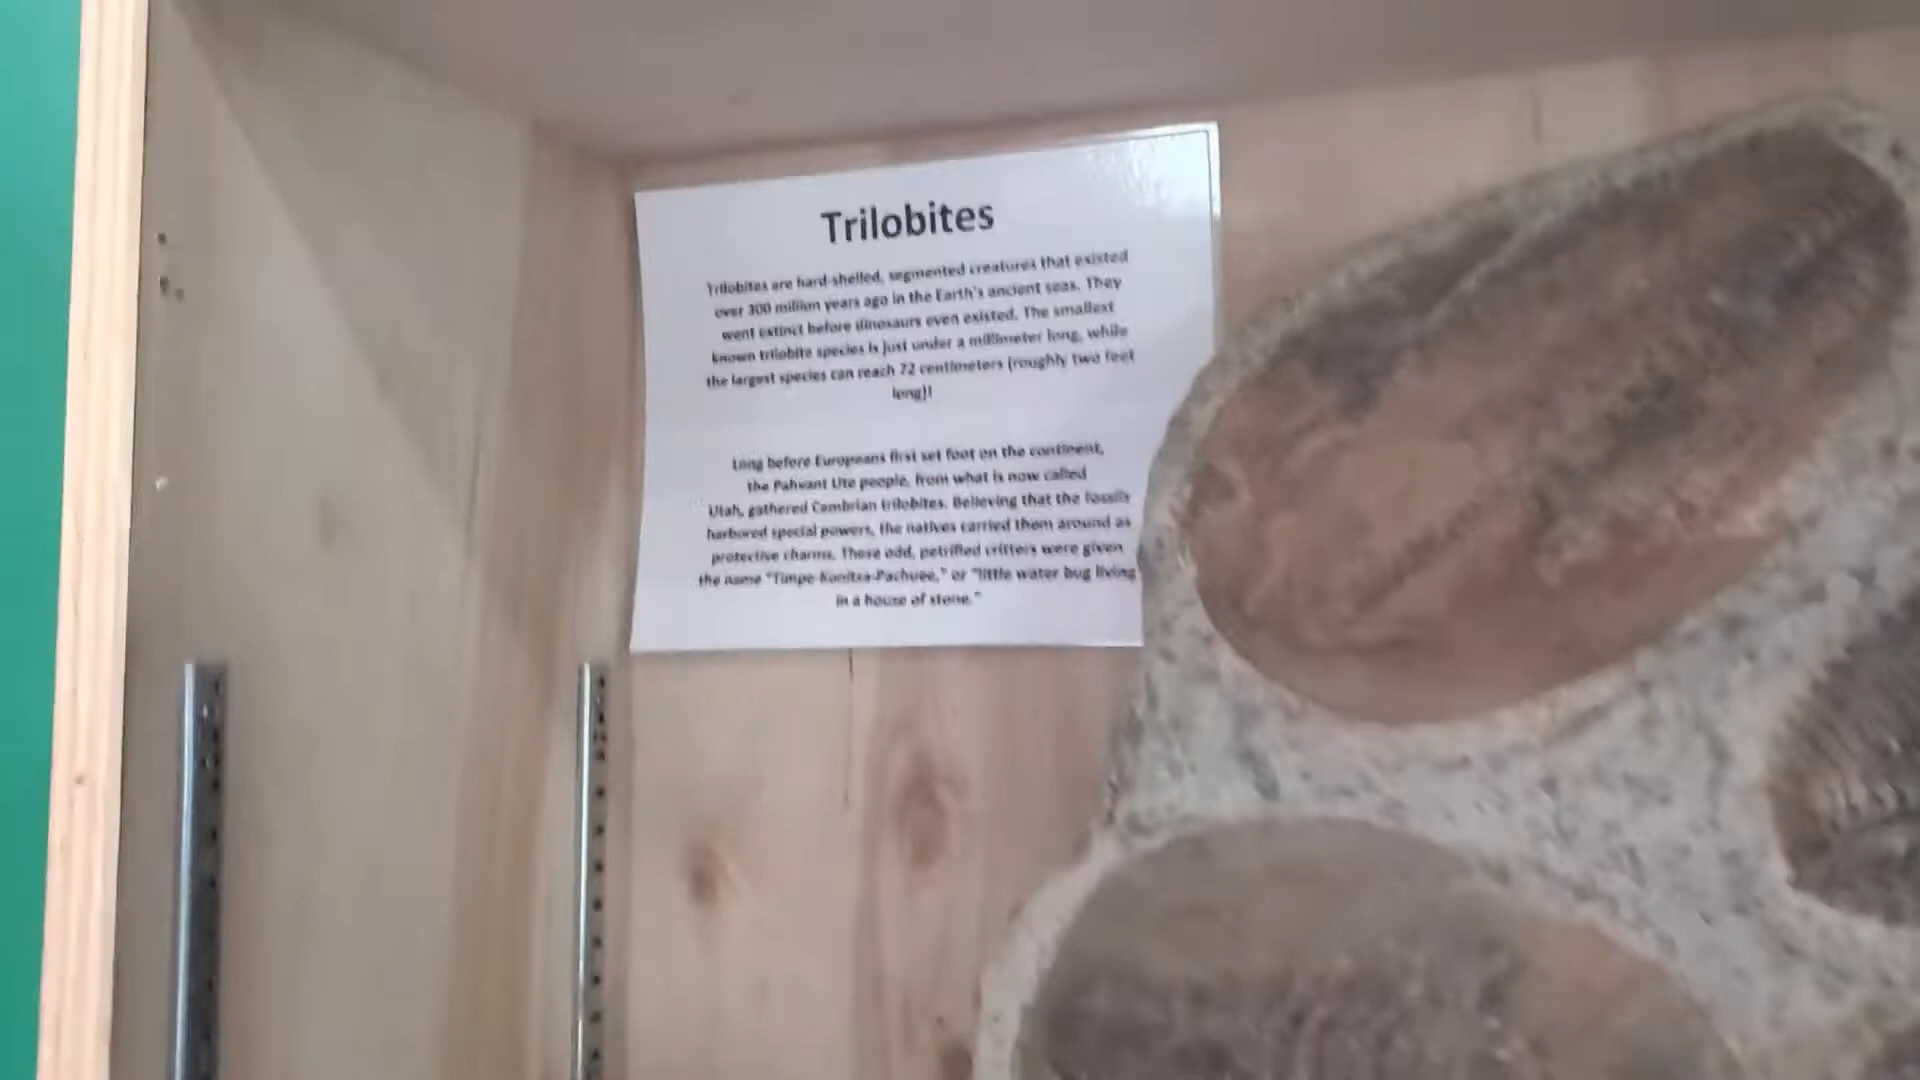 Trilobites
Trilobites are hard-shelled, segmented creatures that existed
over 300 million years ago in the Earth's ancient seas. They
went extinct before dinosaurs even existed. The smallest
known trilobite species is just under a millimeter long, while
the largest species can reach 72 centimeters (roughly two feet
long)!
Long before Europeans first set foot on the continent,
the Pahvant Ute people, from what is now called
Utah, gathered Cambrian trilobites. Believing that the fossils
harbored special powers, the natives carried them around as
protective charms. These odd, petrified critters were given
the name "Timpe-Konitza-Pachuee," or "little water bug living
in a house of stone."